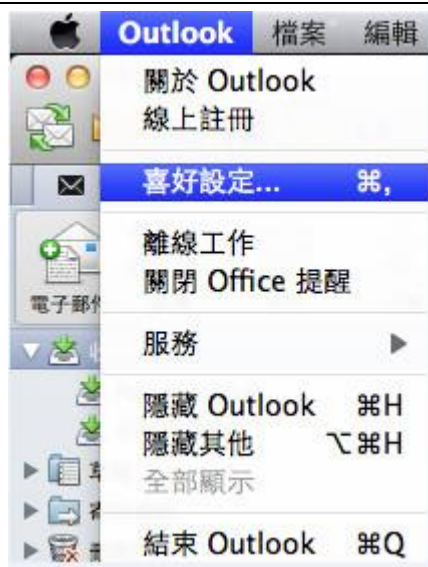 Outlook 檔案 編輯
關於 Outlook
線上註冊
喜好設定... ⌘,
離線工作
關閉 Office 提醒
電子郵件
服務 ▶
隱藏 Outlook ⌘H
隱藏其他 ⌥⌘H
全部顯示
結束 Outlook ⌘Q